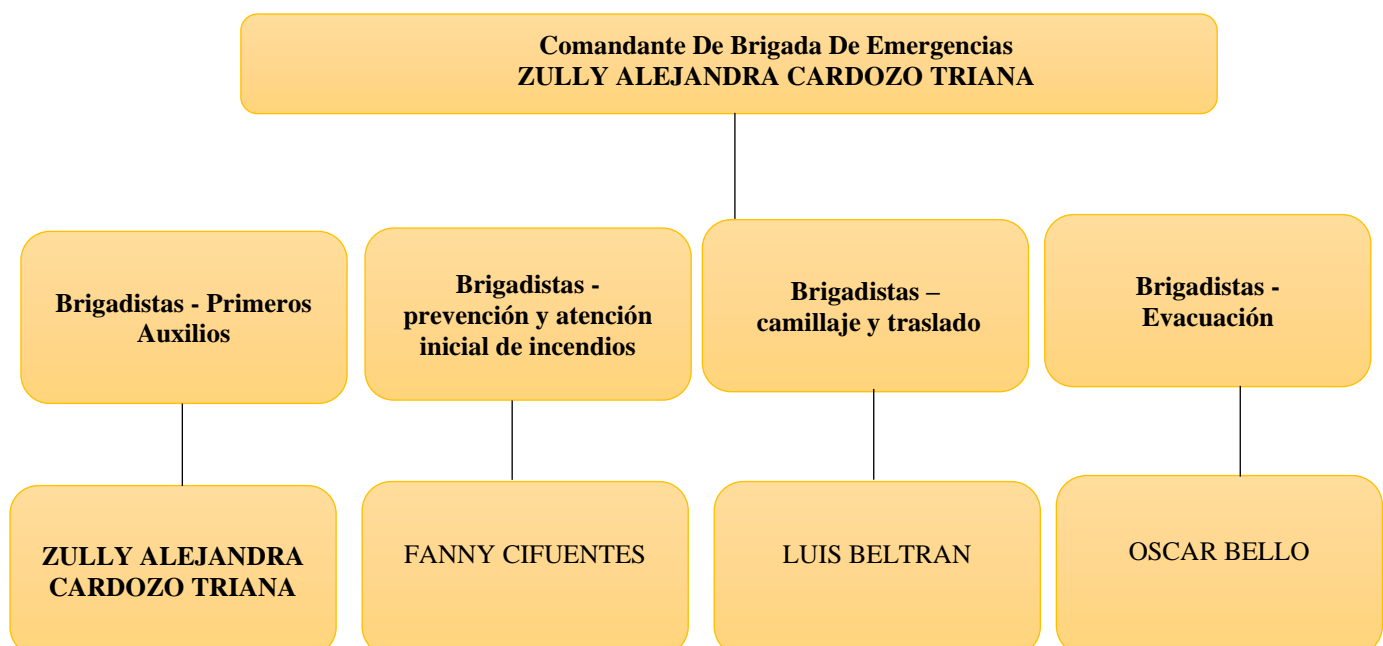 Comandante De Brigada De Emergencias
ZULLY ALEJANDRA CARDOZO TRIANA
Brigadistas - Primeros
Auxilios
Brigadistas -
prevención y atención
inicial de incendios
Brigadistas –
camillaje y traslado
Brigadistas -
Evacuación
ZULLY ALEJANDRA
CARDOZO TRIANA
FANNY CIFUENTES
LUIS BELTRAN
OSCAR BELLO